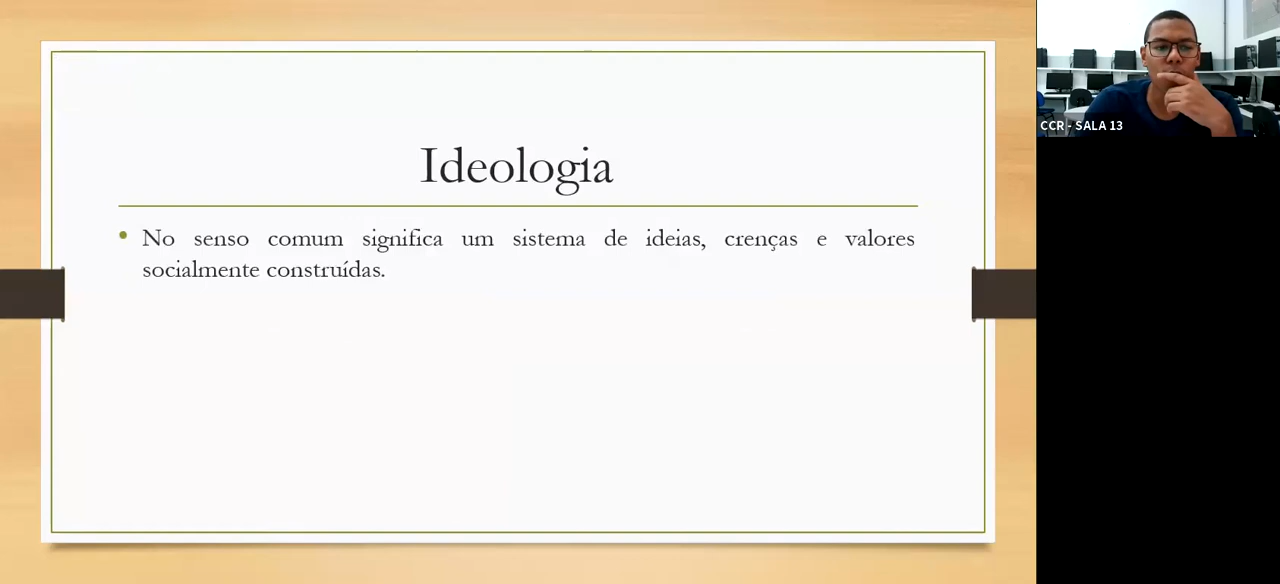 Ideologia
• No senso comum significa um sistema de ideias, crenças e valores
socialmente construídas.
CCR - SALA 13